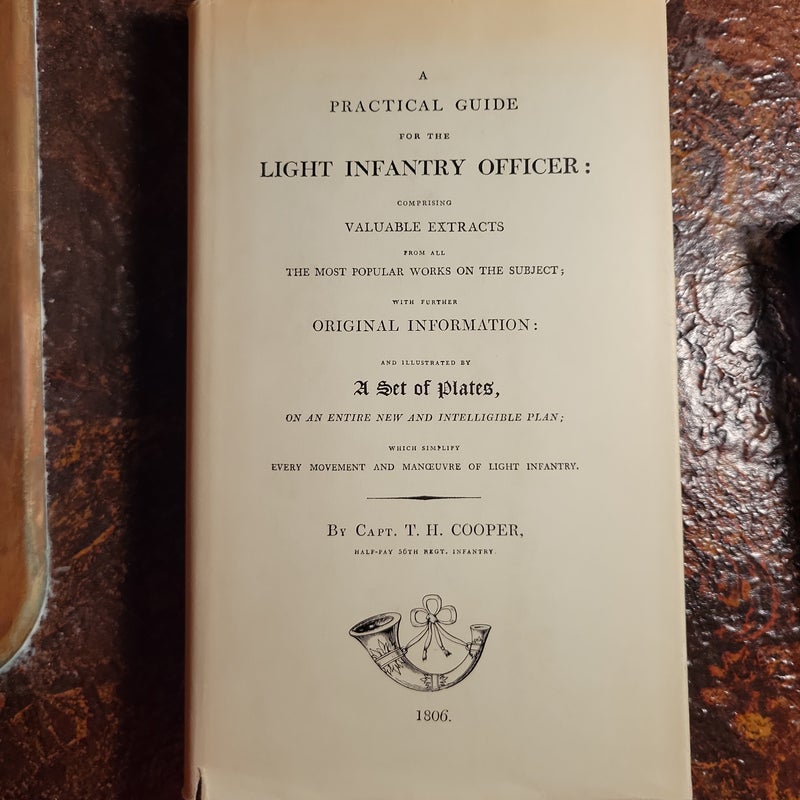 A
PRACTICAL GUIDE
FOR THE
LIGHT INFANTRY OFFICER:
COMPRISING
VALUABLE EXTRACTS
FROM ALL
THE MOST POPULAR WORKS ON THE SUBJECT;
WITH FURTHER
ORIGINAL INFORMATION:
AND ILLUSTRATED BY
A Set of Plates,
ON AN ENTIRE NEW AND INTELLIGIBLE PLAN;
WHICH SIMPLIFY
EVERY MOVEMENT AND MANŒUVRE OF LIGHT INFANTRY.
BY CAPT. T. H. COOPER,
HALF-PAY 56TH REGT. INFANTRY
1806.